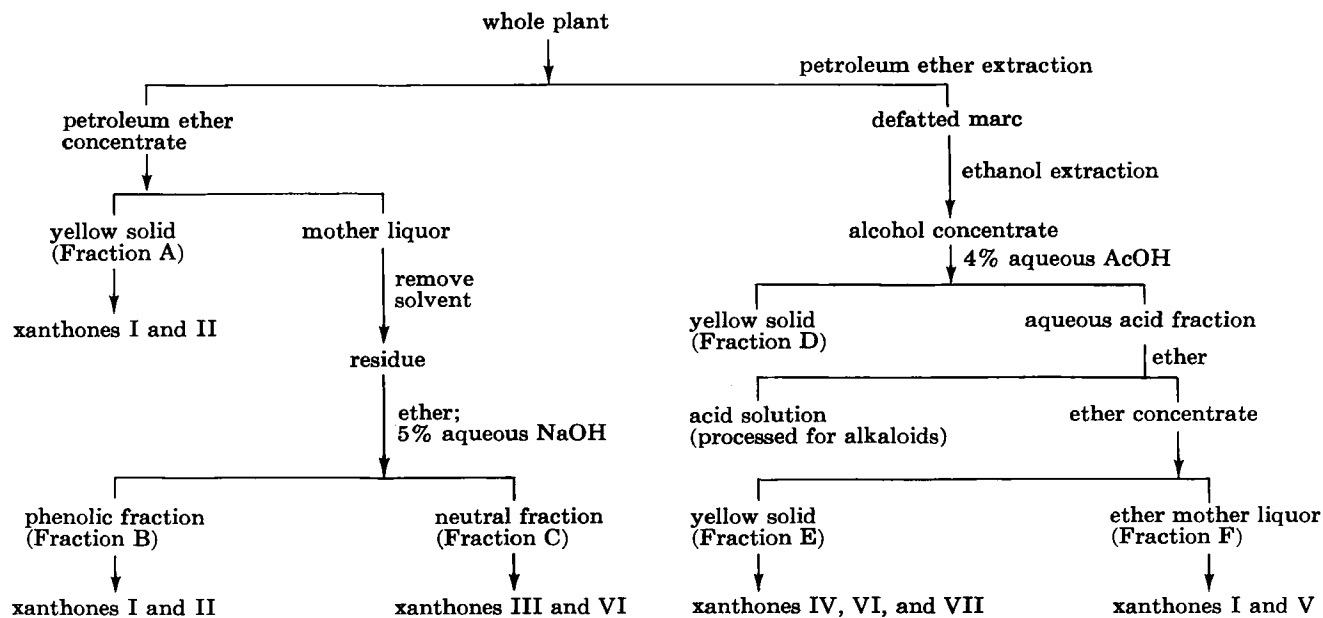 whole plant
petroleum ether extraction
petroleum ether
concentrate
defatted marc
ethanol extraction
yellow solid
(Fraction A)
mother liquor
alcohol concentrate
4% aqueous AcOH
remove
solvent
xanthones I and II
yellow solid
(Fraction D)
aqueous acid fraction
residue
ether
ether;
5% aqueous NaOH
acid solution
(processed for alkaloids)
ether concentrate
phenolic fraction
(Fraction B)
neutral fraction
(Fraction C)
yellow solid
(Fraction E)
ether mother liquor
(Fraction F)
xanthones I and II
xanthones III and VI
xanthones IV, VI, and VII
xanthones I and V